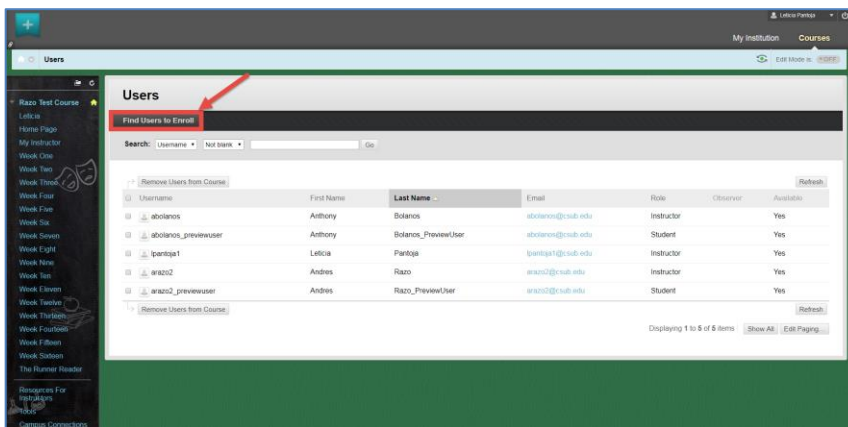 Leticia Pantoja
My Institution Courses
Users
Edit Mode is: OFF
Razo Test Course
Leticia
Home Page
My Instructor
Week One
Week Two
Week Three
Week Four
Week Five
Week Six
Week Seven
Week Eight
Week Nine
Week Ten
Week Eleven
Week Twelve
Week Thirteen
Week Fourteen
Week Fifteen
Week Sixteen
The Runner Reader
Resources For
Instructors
Tools
Campus Connections
Users
Find Users to Enroll
Search: Username Not blank Go
Remove Users from Course Refresh
Username First Name Last Name Email Role Observer Available
abolanos Anthony Bolanos abolanos@csub.edu Instructor Yes
abolanos_previewuser Anthony Bolanos_PreviewUser abolanos@csub.edu Student Yes
lpantoja1 Leticia Pantoja lpantoja1@csub.edu Instructor Yes
arazo2 Andres Razo arazo2@csub.edu Instructor Yes
arazo2_previewuser Andres Razo_PreviewUser arazo2@csub.edu Student Yes
Remove Users from Course Refresh
Displaying 1 to 5 of 5 items Show All Edit Paging...